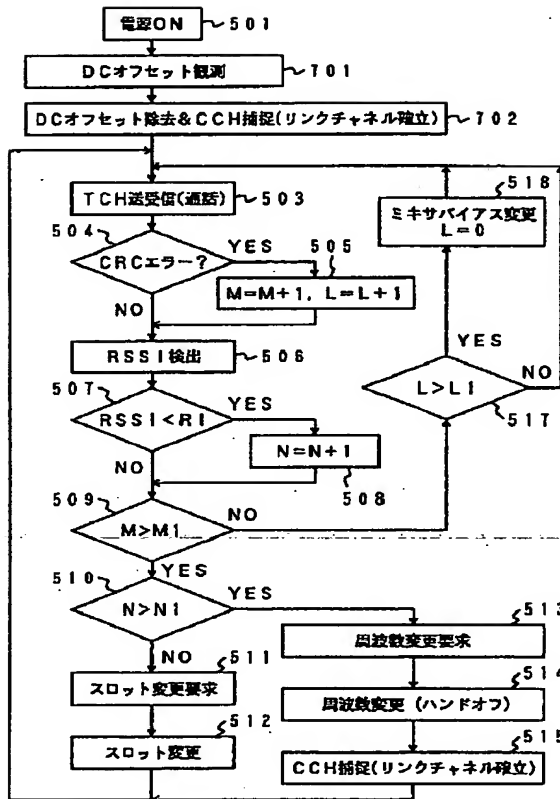 電源ON 501
DCオフセット観測 701
DCオフセット除去&CCH捕捉(リンクチャネル確立) 702
518
TCH送受信(通話) 503
ミキサバイアス変更
L=0
504
CRCエラー?
YES
505
M=M+1, L=L+1
NO
YES
RSSI検出 506
NO
507
RSSI<RI
YES
L>LI
517
N=N+1
NO
508
509
M>MI
NO
YES
510
N>NI
YES
513
周波数変更要求
NO
511
スロット変更要求
514
周波数変更(ハンドオフ)
512
スロット変更
515
CCH捕捉(リンクチャネル確立)